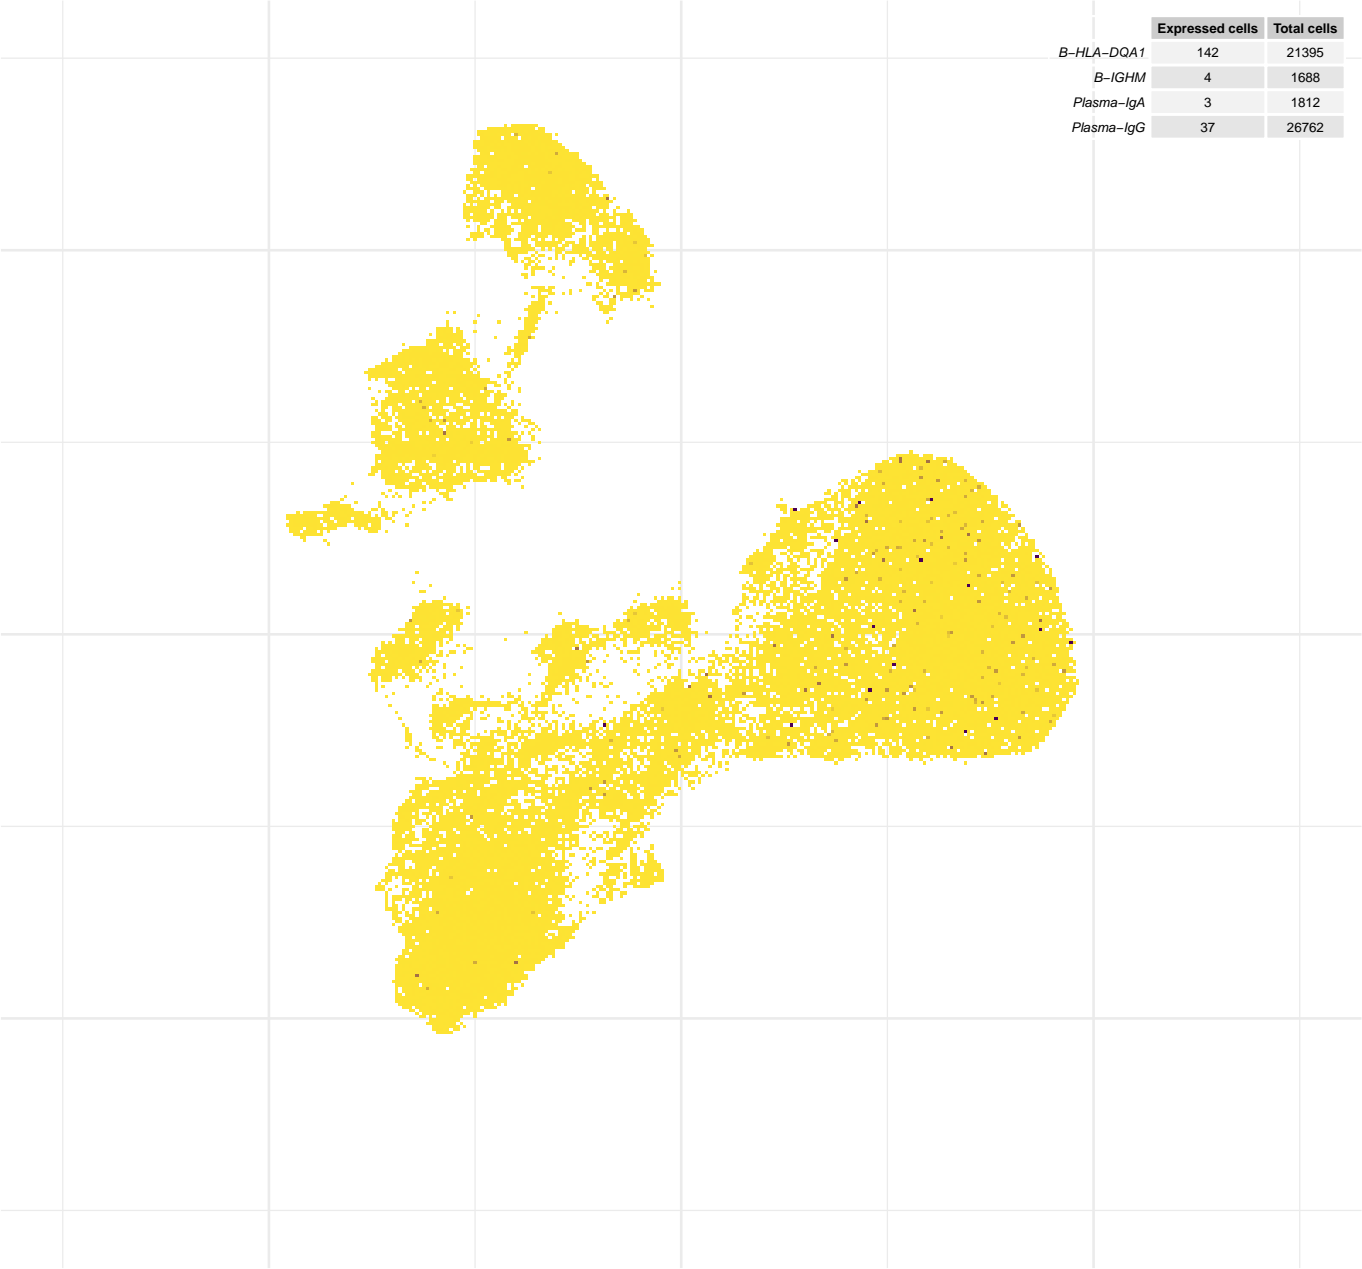 Expressed cells Total cells
B−HLA−DQA1 142 21395
B−IGHM 4 1688
Plasma−IgA 3 1812
Plasma−IgG 37 26762